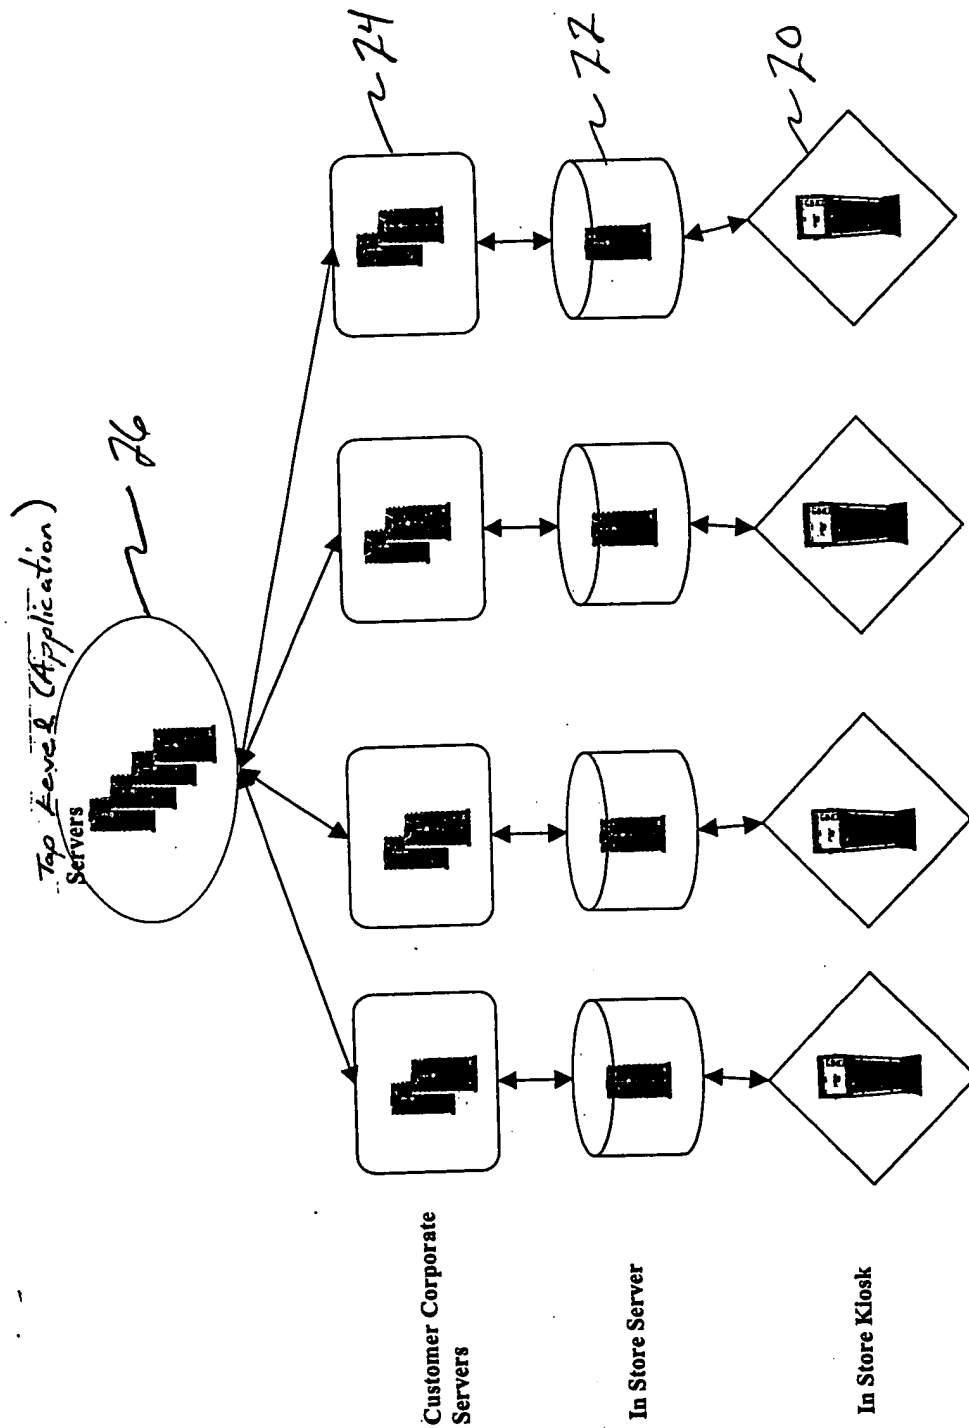 Top Level (Application)
Servers
76
74
72
70
Customer Corporate
Servers
In Store Server
In Store Kiosk